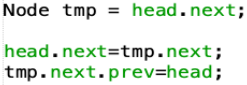 Node tmp = head.next;
head.next=tmp.next;
tmp.next.prev=head;